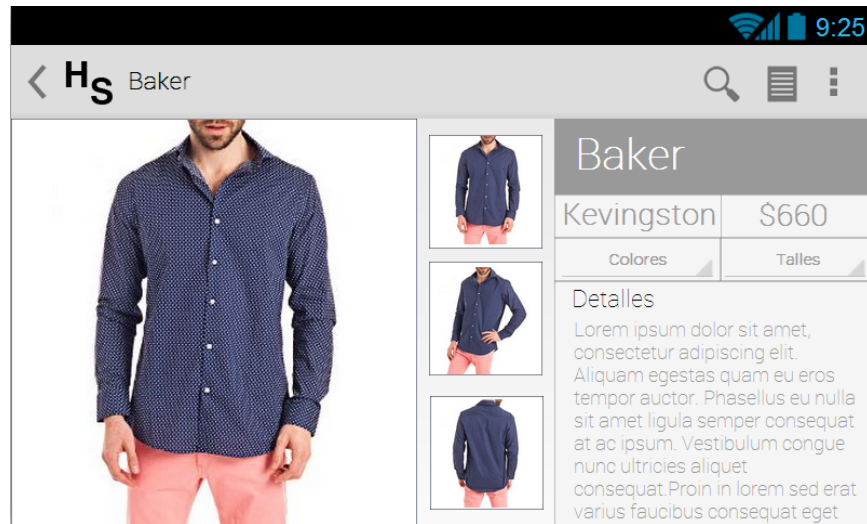 9:25
HS Baker
Baker
Kevingston $660
Colores Talles
Detalles
Lorem ipsum dolor sit amet,
consectetur adipiscing elit.
Aliquam egestas quam eu eros
tempor auctor. Phasellus eu nulla
sit amet ligula semper consequat
at ac ipsum. Vestibulum congue
nunc ultricies aliquet
consequat.Proin in lorem sed erat
varius faucibus consequat eget